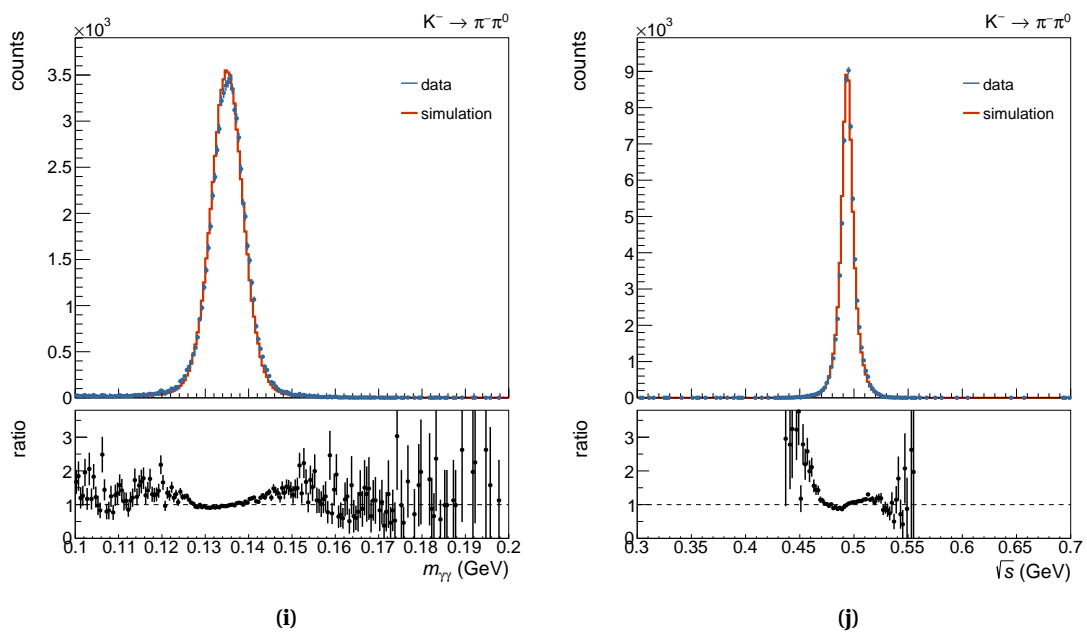 K⁻ → π⁻π⁰
×10³
counts
3.5
3
2.5
2
1.5
1
0.5
0
data
simulation
ratio
3
2
1
0
0.1 0.11 0.12 0.13 0.14 0.15 0.16 0.17 0.18 0.19 0.2
mγγ (GeV)
(i)
K⁻ → π⁻π⁰
×10³
counts
9
8
7
6
5
4
3
2
1
0
data
simulation
ratio
3
2
1
0
0.3 0.35 0.4 0.45 0.5 0.55 0.6 0.65 0.7
√s (GeV)
(j)